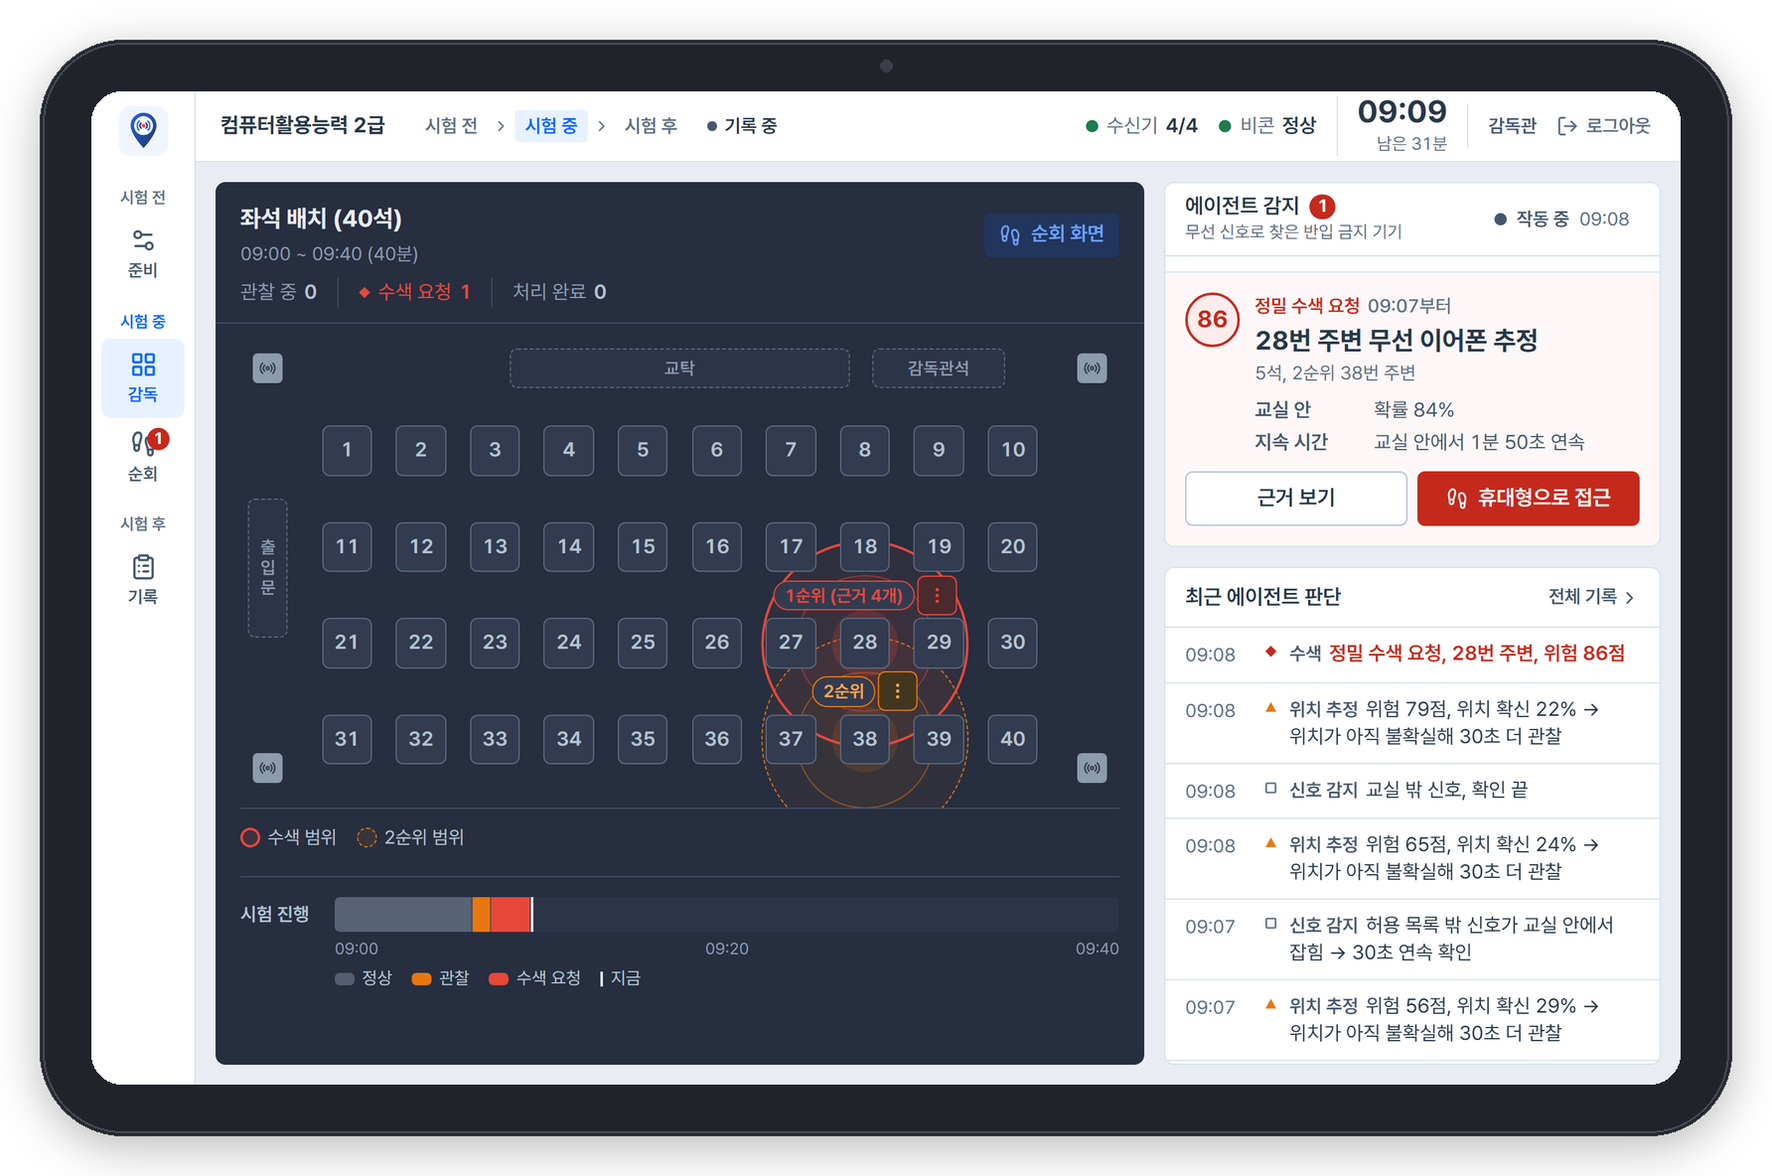 컴퓨터활용능력 2급
시험 전 > 시험 중 > 시험 후
기록 중
수신기 4/4
비콘 정상
09:09
남은 31분
감독관
로그아웃
시험 전
준비
시험 중
감독
1
순회
시험 후
기록
좌석 배치 (40석)
09:00 ~ 09:40 (40분)
순회 화면
관찰 중 0
수색 요청 1
처리 완료 0
교탁
감독관석
출입문
1 2 3 4 5 6 7 8 9 10
11 12 13 14 15 16 17 18 19 20
1순위 (근거 4개)
21 22 23 24 25 26 27 28 29 30
2순위
31 32 33 34 35 36 37 38 39 40
수색 범위
2순위 범위
시험 진행
09:00 09:20 09:40
정상 관찰 수색 요청 지금
에이전트 감지 1
무선 신호로 찾은 반입 금지 기기
작동 중 09:08
86
정밀 수색 요청 09:07부터
28번 주변 무선 이어폰 추정
5석, 2순위 38번 주변
교실 안 확률 84%
지속 시간 교실 안에서 1분 50초 연속
근거 보기
휴대형으로 접근
최근 에이전트 판단
전체 기록 >
09:08 수색 정밀 수색 요청, 28번 주변, 위험 86점
09:08 위치 추정 위험 79점, 위치 확신 22% →
위치가 아직 불확실해 30초 더 관찰
09:08 신호 감지 교실 밖 신호, 확인 끝
09:08 위치 추정 위험 65점, 위치 확신 24% →
위치가 아직 불확실해 30초 더 관찰
09:07 신호 감지 허용 목록 밖 신호가 교실 안에서
잡힘 → 30초 연속 확인
09:07 위치 추정 위험 56점, 위치 확신 29% →
위치가 아직 불확실해 30초 더 관찰